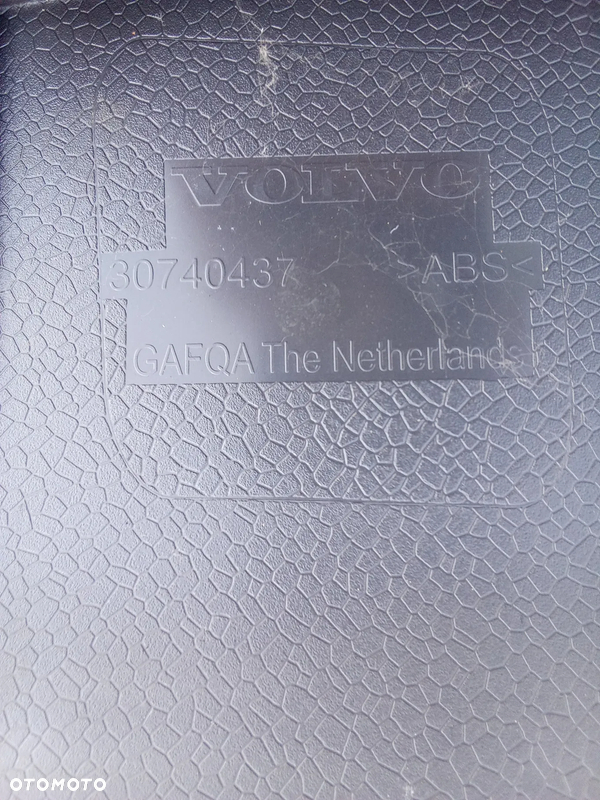 VOLVO
30740437 >ABS<
GAFQA The Netherlands
OTOMOTO